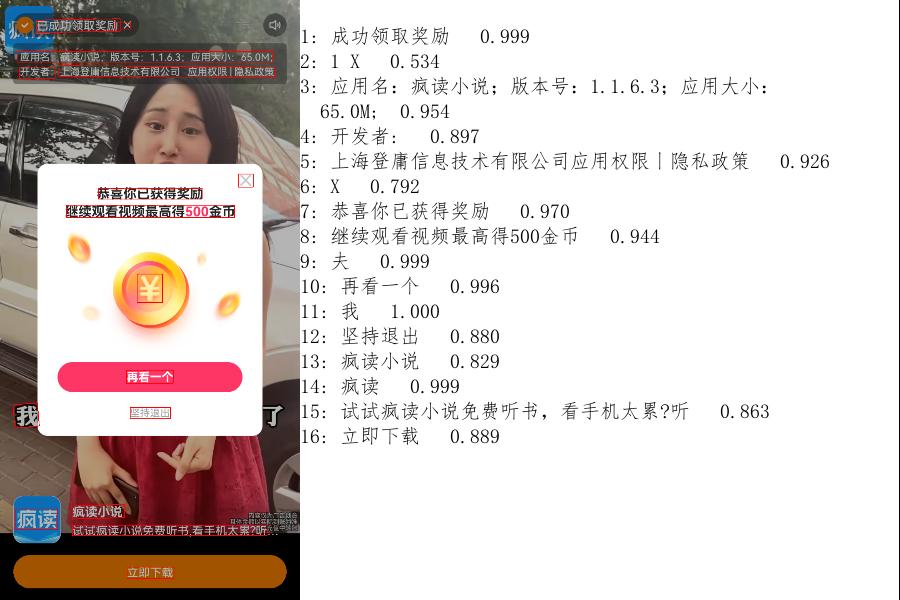 疯读
已成功领取奖励 ×
应用名：疯读小说；版本号：1.1.6.3；应用大小：65.0M；
开发者：上海登庸信息技术有限公司 应用权限 | 隐私政策
恭喜你已获得奖励
继续观看视频最高得500金币
¥
再看一个
坚持退出
我
了
疯读
疯读小说
试试疯读小说免费听书,看手机太累?听...
立即下载
1: 成功领取奖励 0.999
2: 1 X 0.534
3: 应用名: 疯读小说; 版本号: 1.1.6.3; 应用大小:
65.0M; 0.954
4: 开发者: 0.897
5: 上海登庸信息技术有限公司应用权限|隐私政策 0.926
6: X 0.792
7: 恭喜你已获得奖励 0.970
8: 继续观看视频最高得500金币 0.944
9: 夫 0.999
10: 再看一个 0.996
11: 我 1.000
12: 坚持退出 0.880
13: 疯读小说 0.829
14: 疯读 0.999
15: 试试疯读小说免费听书, 看手机太累?听 0.863
16: 立即下载 0.889